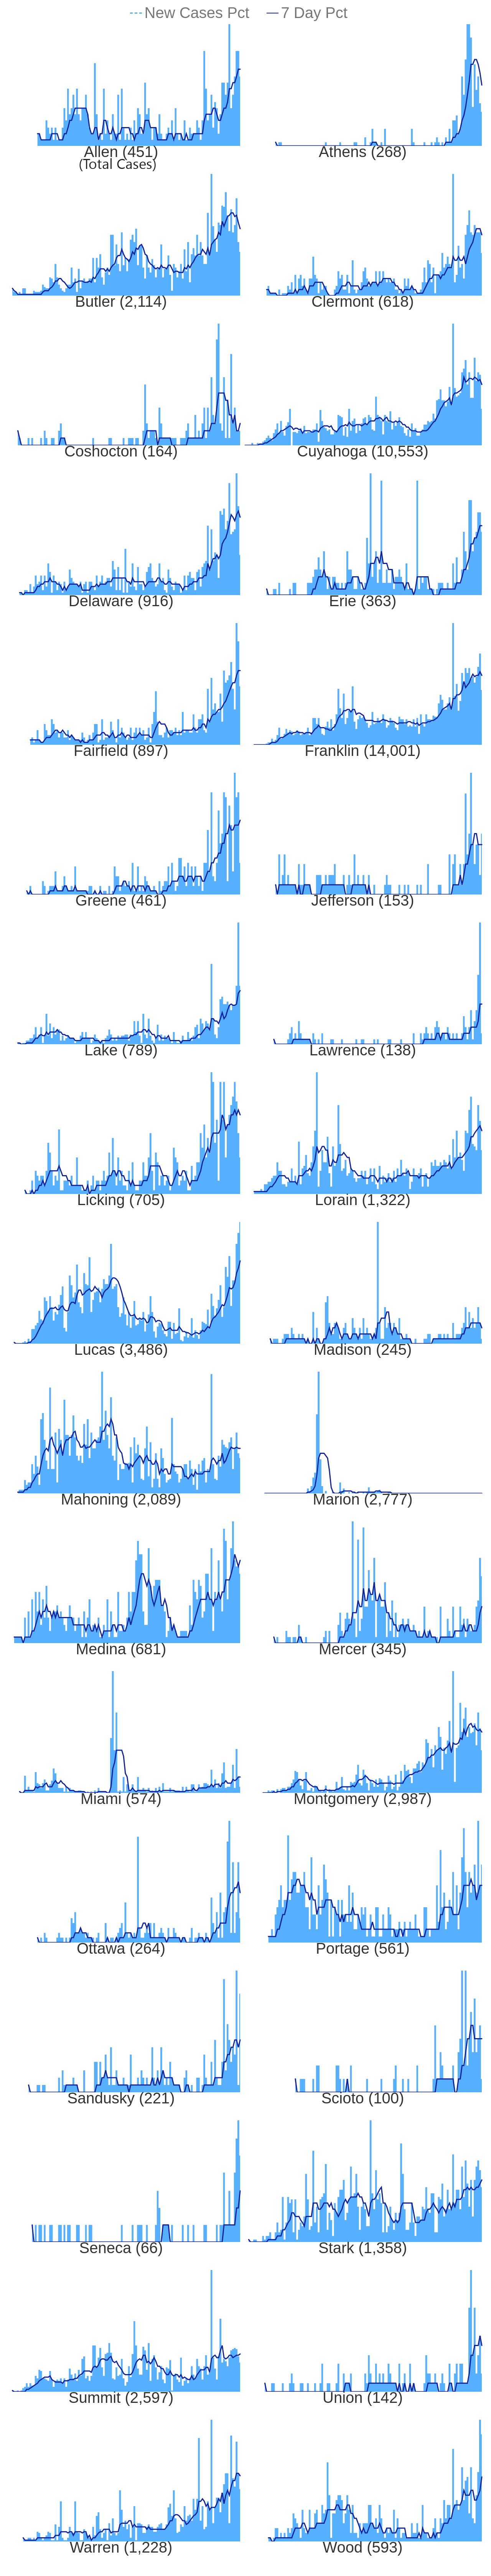 New Cases Pct 7 Day Pct
Allen (451) Athens (268)
(Total Cases)
Butler (2,114) Clermont (618)
Coshocton (164) Cuyahoga (10,553)
Delaware (916) Erie (363)
Fairfield (897) Franklin (14,001)
Greene (461) Jefferson (153)
Lake (789) Lawrence (138)
Licking (705) Lorain (1,322)
Lucas (3,486) Madison (245)
Mahoning (2,089) Marion (2,777)
Medina (681) Mercer (345)
Miami (574) Montgomery (2,987)
Ottawa (264) Portage (561)
Sandusky (221) Scioto (100)
Seneca (66) Stark (1,358)
Summit (2,597) Union (142)
Warren (1,228) Wood (593)